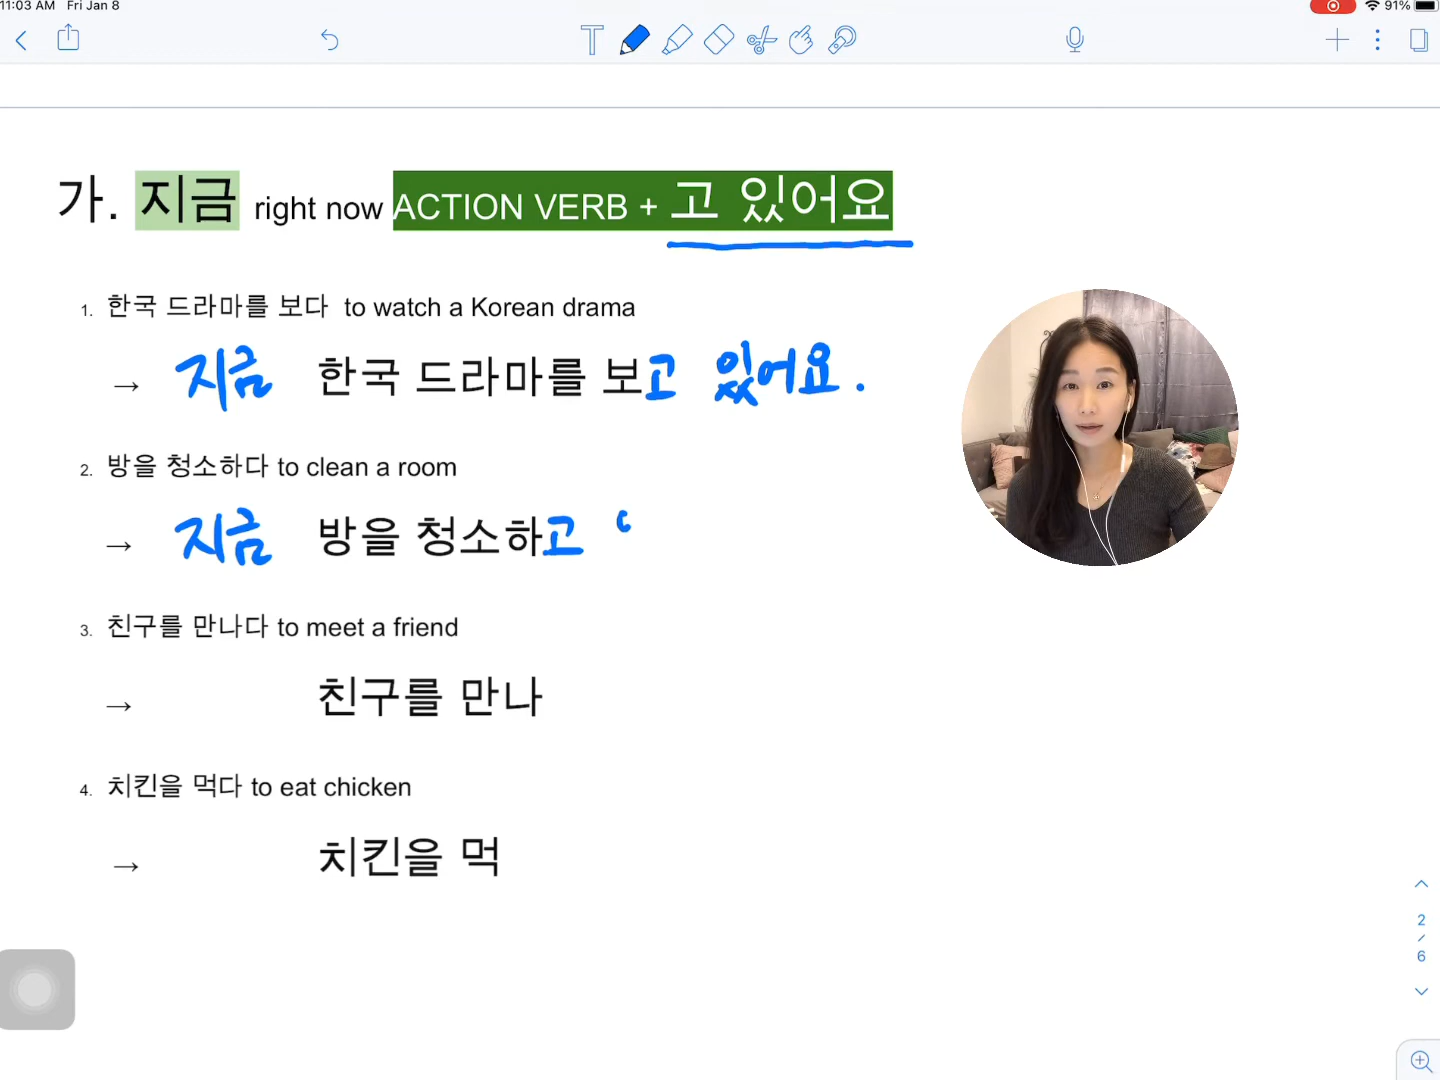 11:03 AM Fri Jan 8 91%
가. 지금 right now ACTION VERB + 고 있어요
1. 한국 드라마를 보다 to watch a Korean drama
→ 지금 한국 드라마를 보고 있어요.
2. 방을 청소하다 to clean a room
→ 지금 방을 청소하고
3. 친구를 만나다 to meet a friend
→ 친구를 만나
4. 치킨을 먹다 to eat chicken
→ 치킨을 먹
2
/
6